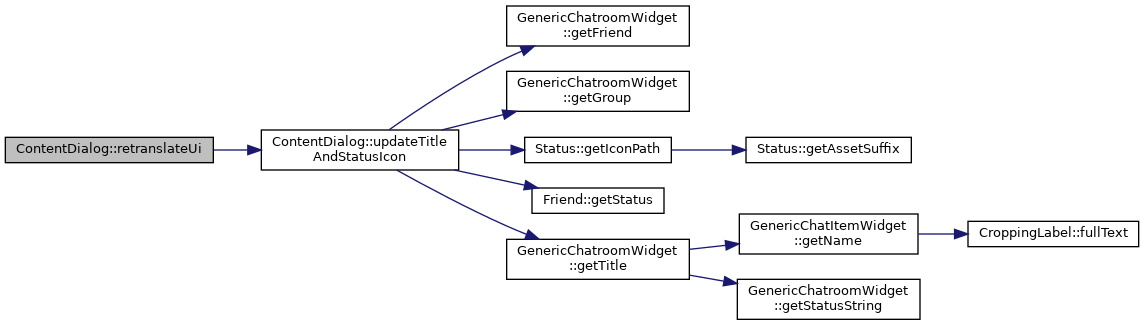 ContentDialog::retranslateUi
ContentDialog::updateTitle
AndStatusIcon
GenericChatroomWidget
::getFriend
GenericChatroomWidget
::getGroup
Status::getIconPath
Status::getAssetSuffix
Friend::getStatus
GenericChatroomWidget
::getTitle
GenericChatItemWidget
::getName
CroppingLabel::fullText
GenericChatroomWidget
::getStatusString